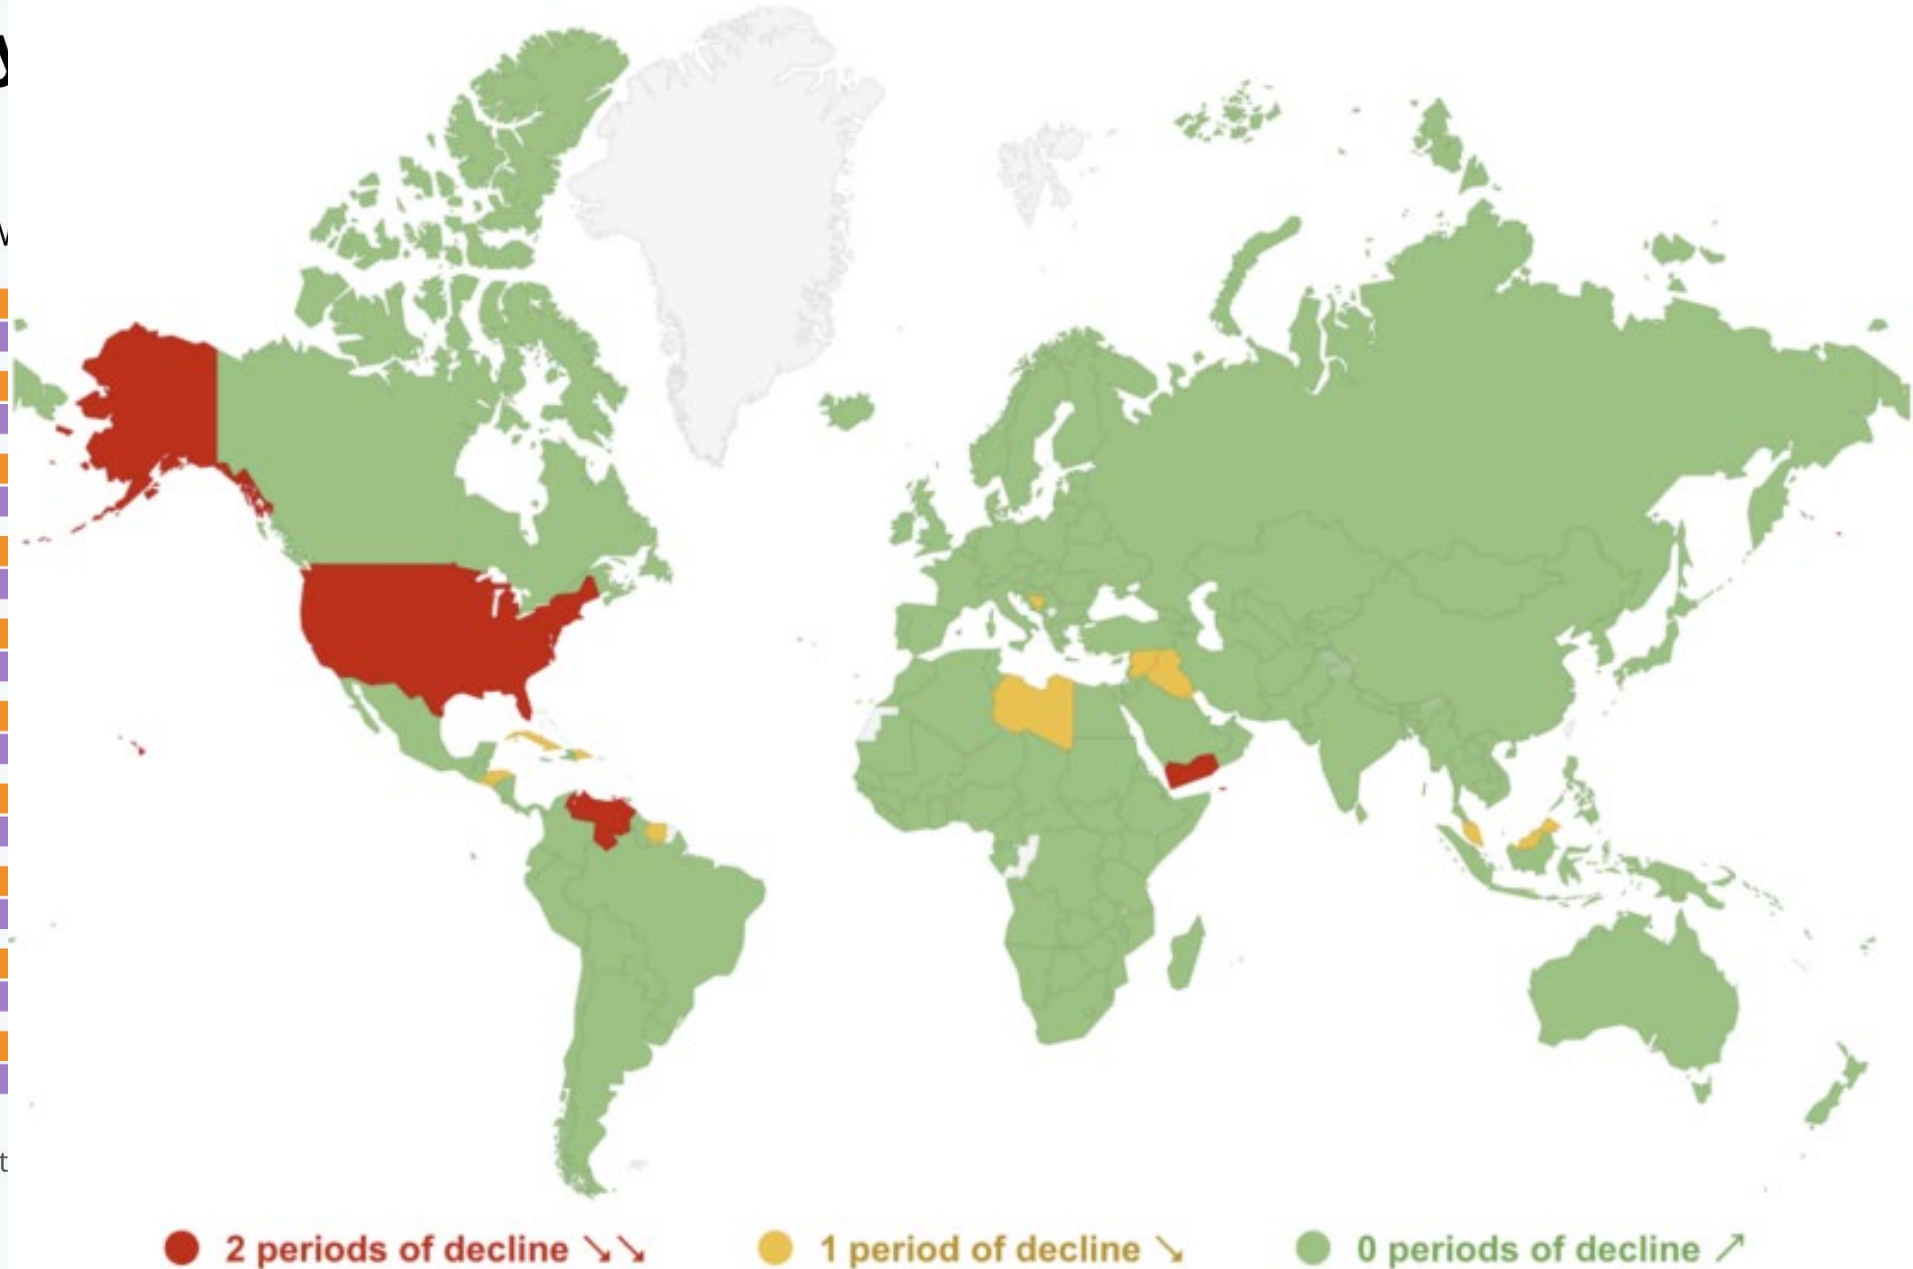 2 periods of decline ↘↘
1 period of decline ↘
0 periods of decline ↗